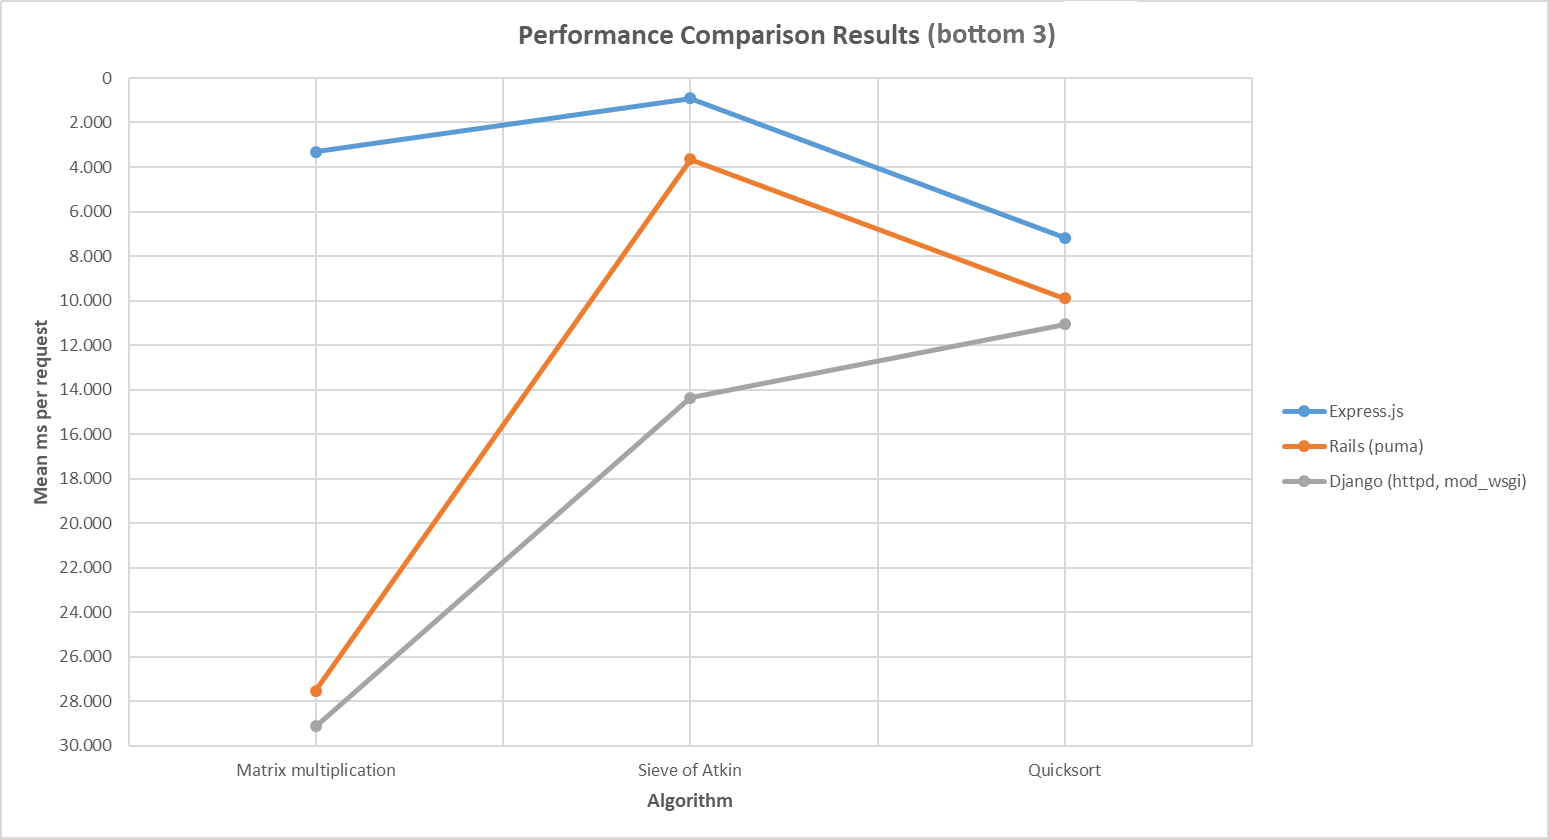 Performance Comparison Results (bottom 3)
0
2.000
4.000
6.000
8.000
10.000
12.000
14.000
16.000
18.000
20.000
22.000
24.000
26.000
28.000
30.000
Mean ms per request
Matrix multiplication
Sieve of Atkin
Quicksort
Algorithm
Express.js
Rails (puma)
Django (httpd, mod_wsgi)